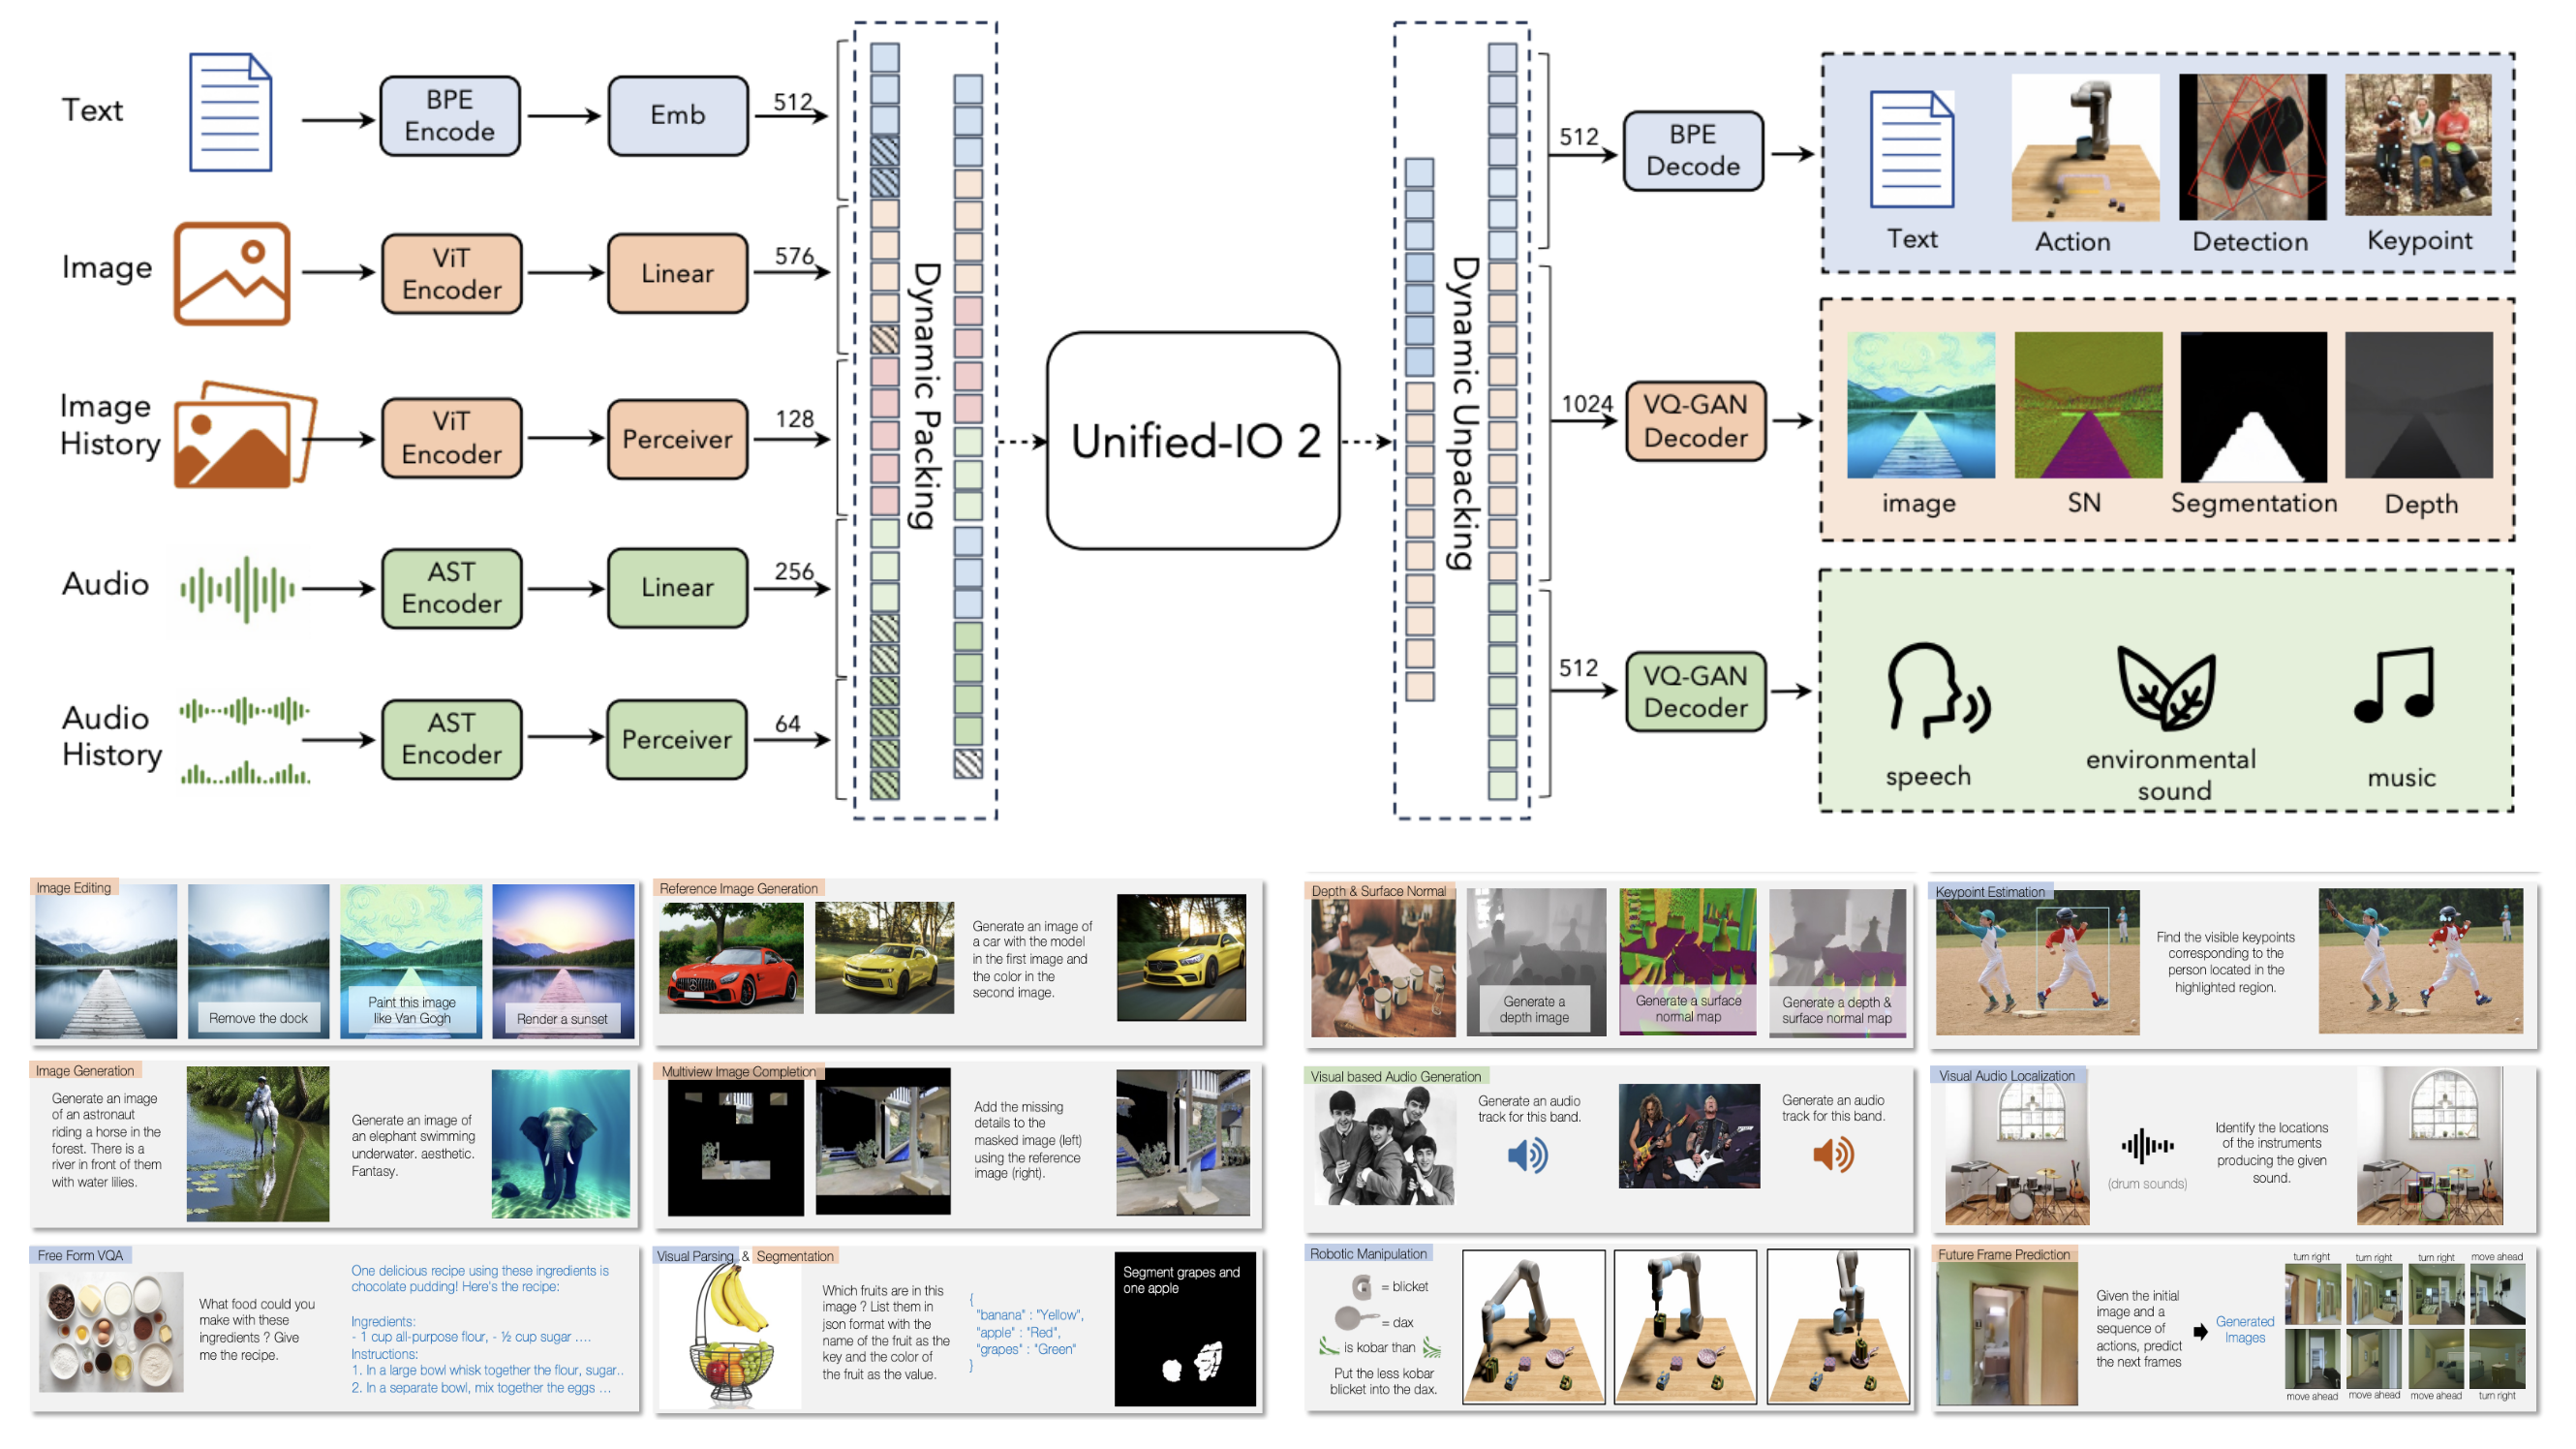 Text
BPE
Encode
Emb
512
Image
ViT
Encoder
Linear
576
Image
History
ViT
Encoder
Perceiver
128
Audio
AST
Encoder
Linear
256
Audio
History
AST
Encoder
Perceiver
64
Dynamic Packing
Unified-IO 2
Dynamic Unpacking
512
BPE
Decode
Text
Action
Detection
Keypoint
1024
VQ-GAN
Decoder
image
SN
Segmentation
Depth
512
VQ-GAN
Decoder
speech
environmental
sound
music
Image Editing
Remove the dock
Paint this image
like Van Gogh
Render a sunset
Reference Image Generation
Generate an image of
a car with the model
in the first image and
the color in the
second image.
Depth & Surface Normal
Generate a
depth image
Generate a surface
normal map
Generate a depth &
surface normal map
Keypoint Estimation
Find the visible keypoints
corresponding to the
person located in the
highlighted region.
Image Generation
Generate an image
of an astronaut
riding a horse in the
forest. There is a
river in front of them
with water lilies.
Generate an image of
an elephant swimming
underwater. aesthetic.
Fantasy.
Multiview Image Completion
Add the missing
details to the
masked image (left)
using the reference
image (right).
Visual based Audio Generation
Generate an audio
track for this band.
Generate an audio
track for this band.
Visual Audio Localization
(drum sounds)
Identify the locations
of the instruments
producing the given
sound.
Free Form VQA
What food could you
make with these
ingredients ? Give
me the recipe.
One delicious recipe using these ingredients is
chocolate pudding! Here's the recipe:
Ingredients:
- 1 cup all-purpose flour, - ½ cup sugar ....
Instructions:
1. In a large bowl whisk together the flour, sugar..
2. In a separate bowl, mix together the eggs ...
Visual Parsing & Segmentation
Which fruits are in this
image ? List them in
json format with the
name of the fruit as the
key and the color of
the fruit as the value.
{
"banana" : "Yellow",
"apple" : "Red",
"grapes" : "Green"
}
Segment grapes and
one apple
Robotic Manipulation
= blicket
= dax
is kobar than
Put the less kobar
blicket into the dax.
Future Frame Prediction
Given the initial
image and a
sequence of
actions, predict
the next frames
Generated
Images
turn right
turn right
turn right
move ahead
move ahead
move ahead
move ahead
turn right